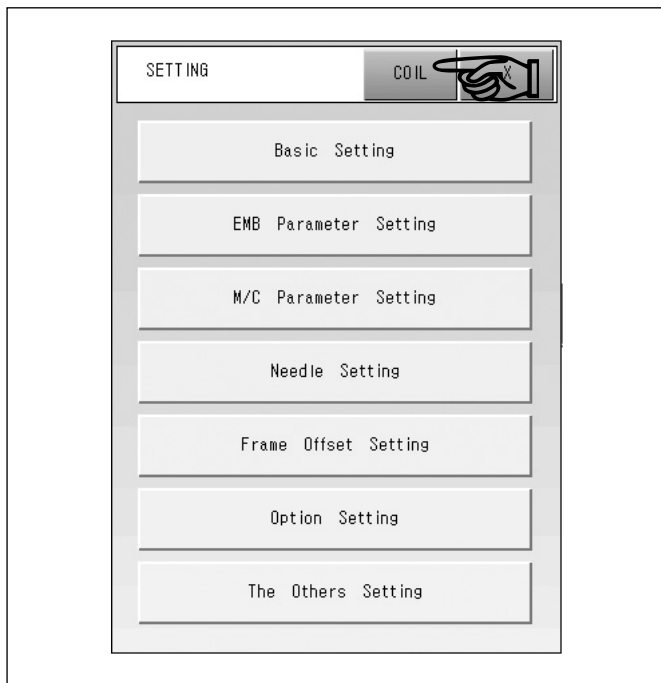 SETTING COIL X
Basic Setting
EMB Parameter Setting
M/C Parameter Setting
Needle Setting
Frame Offset Setting
Option Setting
The Others Setting